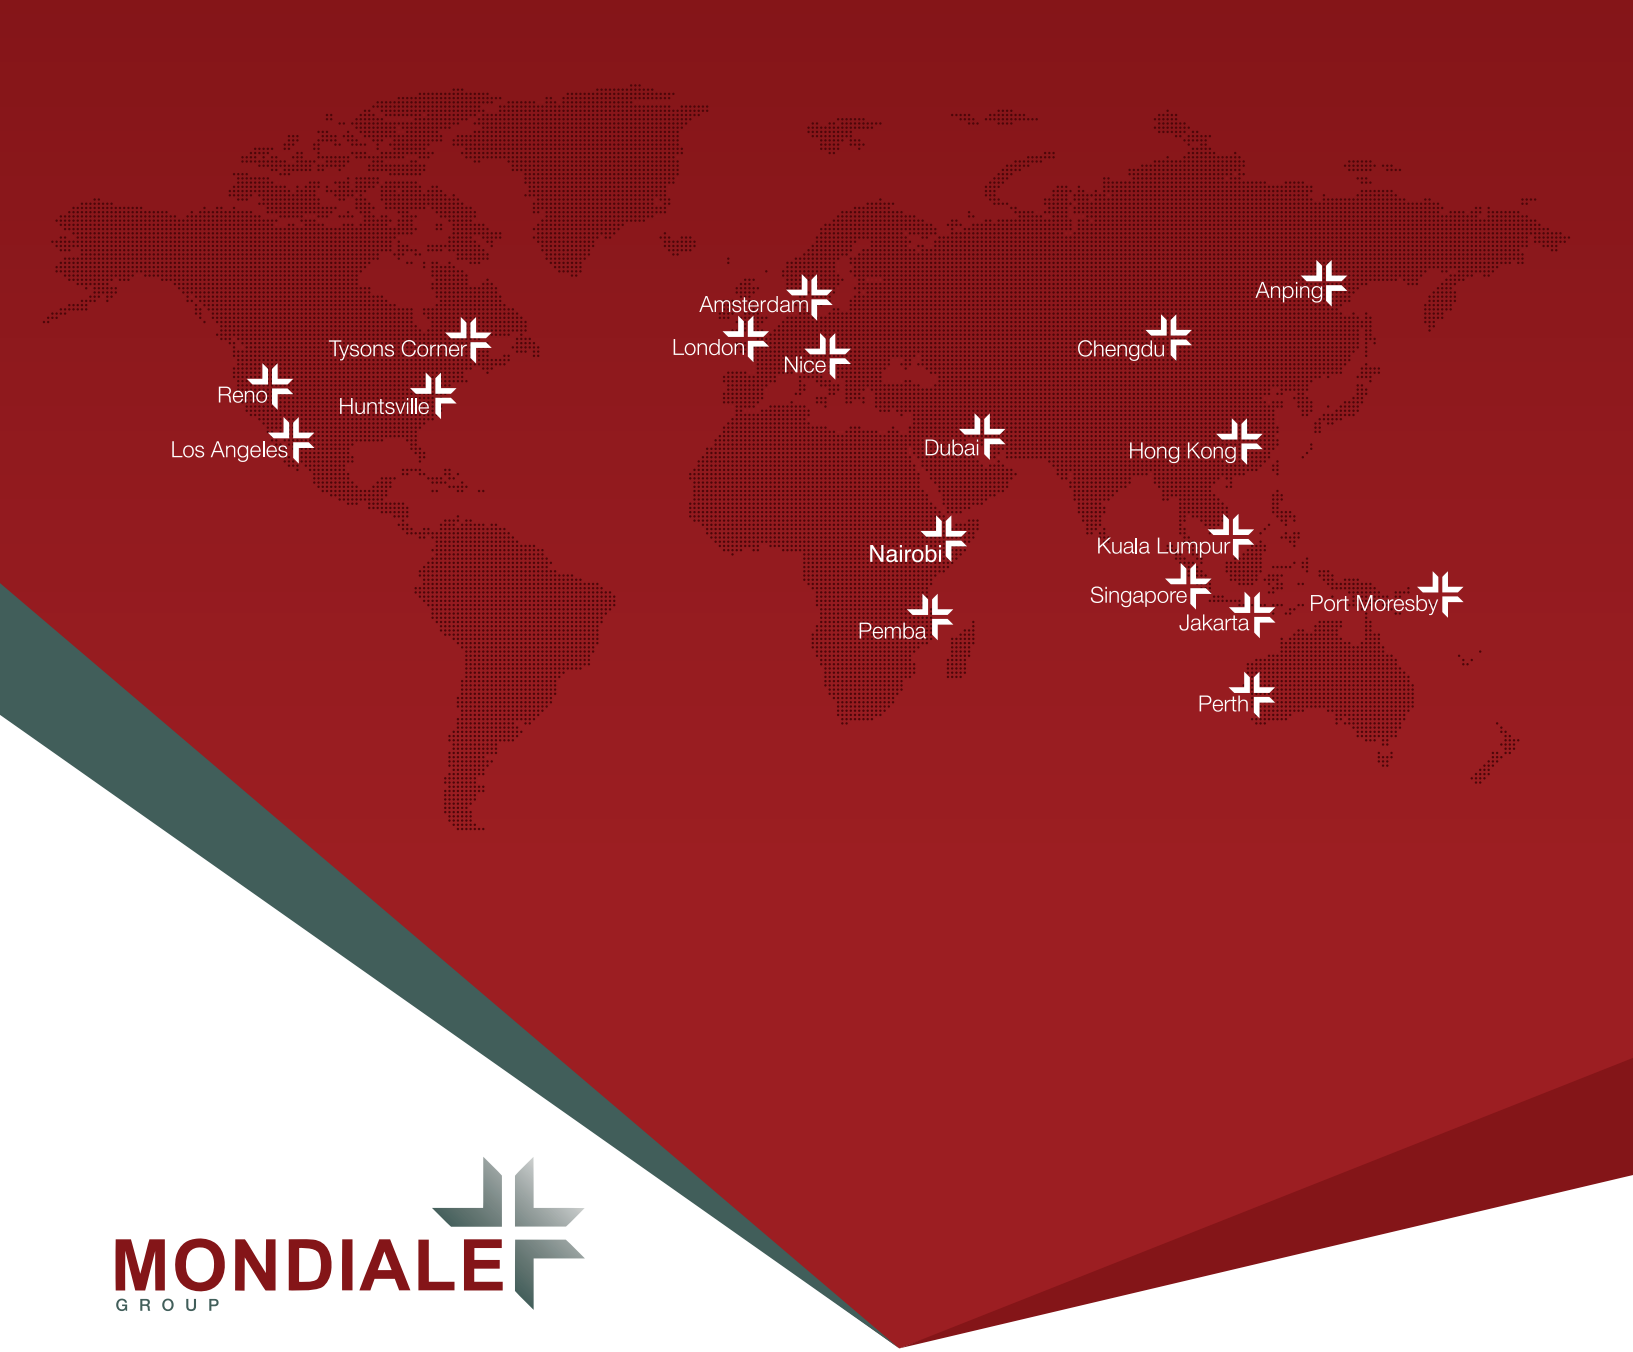 Anping
Amsterdam
Tysons Corner
London
Chengdu
Nice
Reno
Huntsville
Los Angeles
Dubai
Hong Kong
Nairobi
Kuala Lumpur
Singapore
Port Moresby
Pemba
Jakarta
Perth
MONDIALE
GROUP